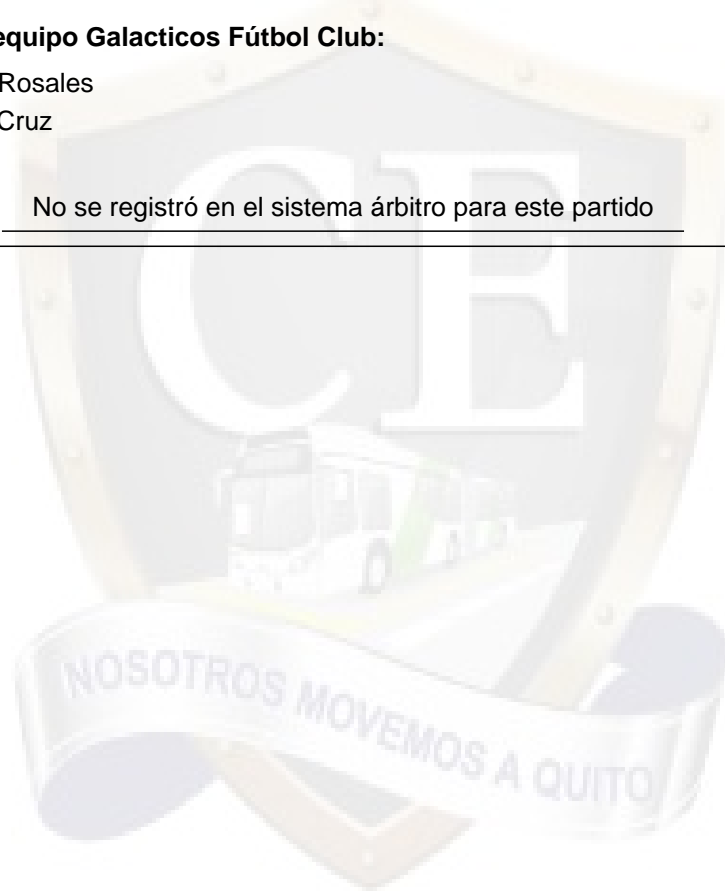 equipo Galacticos Fútbol Club:
Rosales
Cruz
No se registró en el sistema árbitro para este partido
CE
NOSOTROS MOVEMOS A QUITO